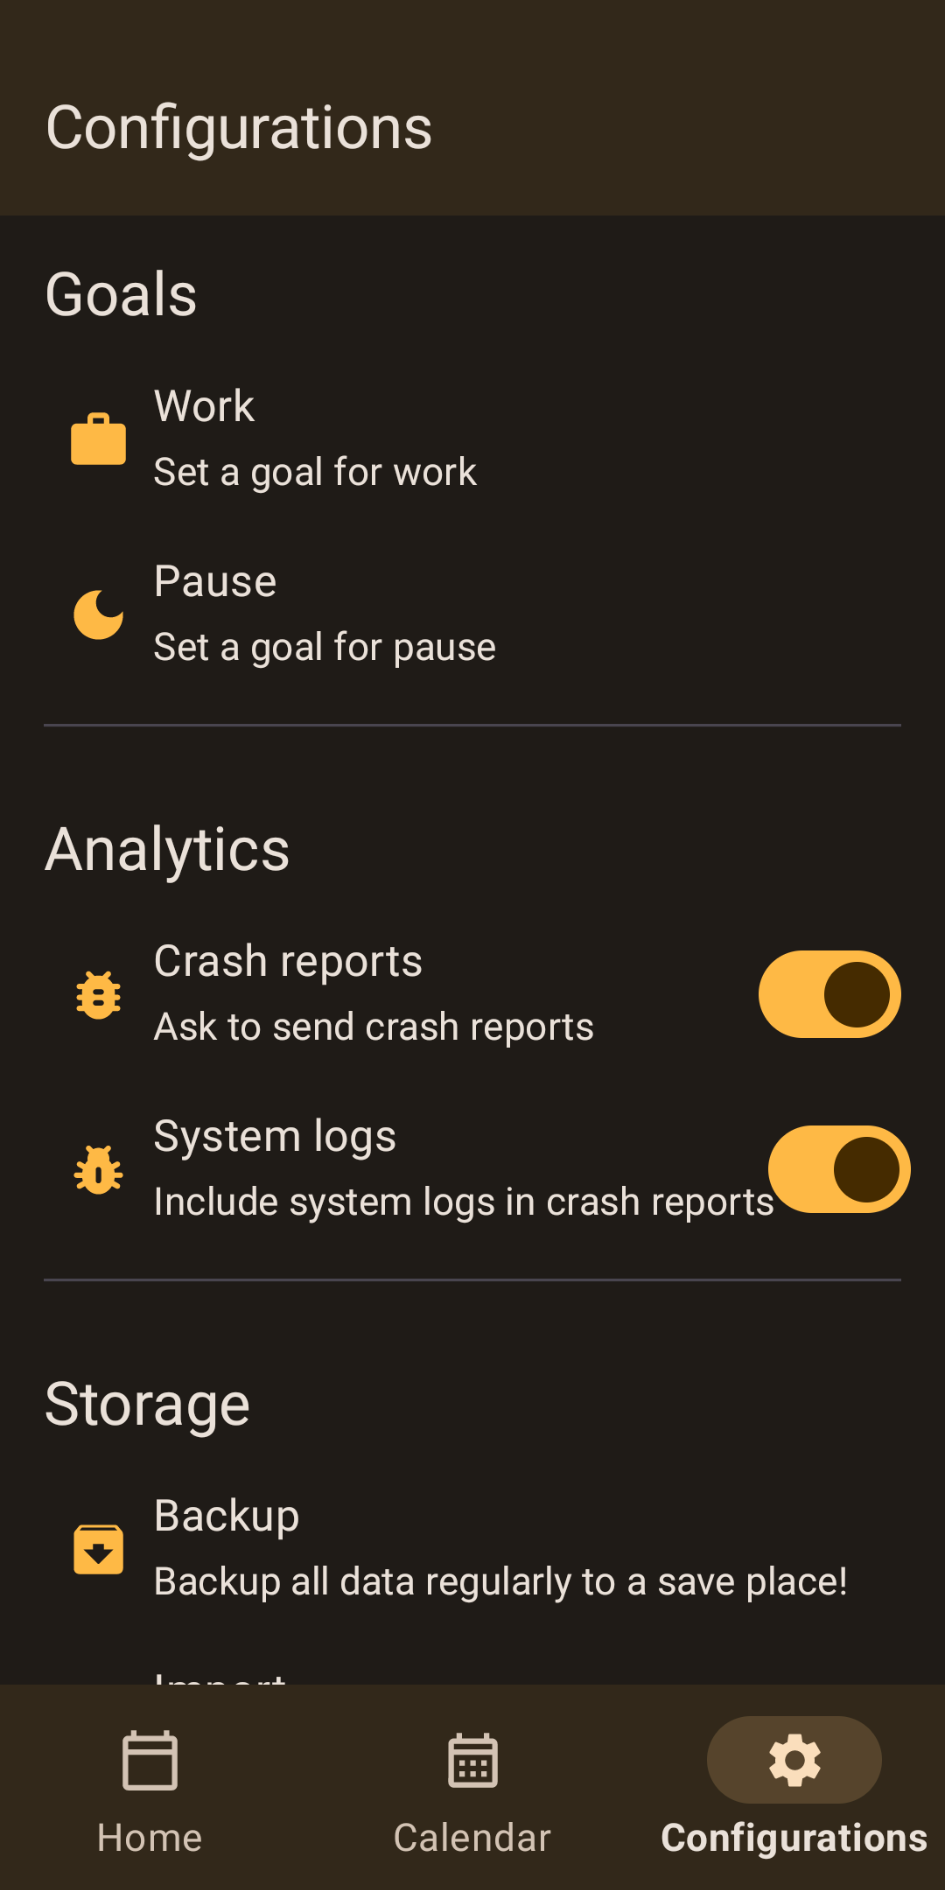 Configurations
Goals
Work
Set a goal for work
Pause
Set a goal for pause
Analytics
Crash reports
Ask to send crash reports
System logs
Include system logs in crash reports
Storage
Backup
Backup all data regularly to a save place!
Import
Home
Calendar
Configurations